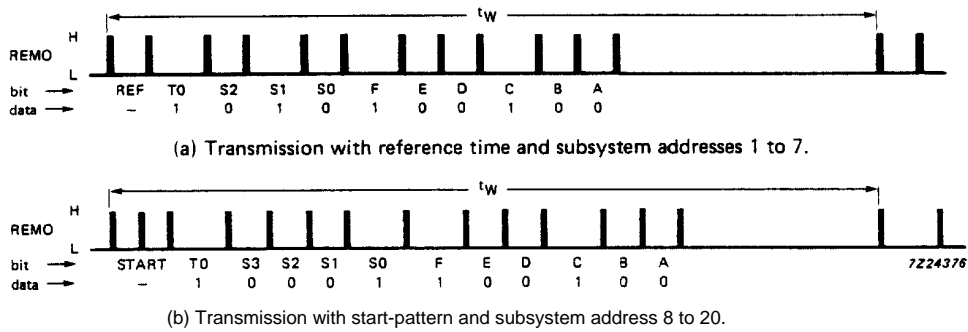 tW
H
REMO
L
bit → REF T0 S2 S1 S0 F E D C B A
data → – 1 0 1 0 1 0 0 1 0 0
(a) Transmission with reference time and subsystem addresses 1 to 7.
tW
H
REMO
L
bit → START T0 S3 S2 S1 S0 F E D C B A 7Z24376
data → – 1 0 0 0 1 1 0 0 1 0 0
(b) Transmission with start-pattern and subsystem address 8 to 20.